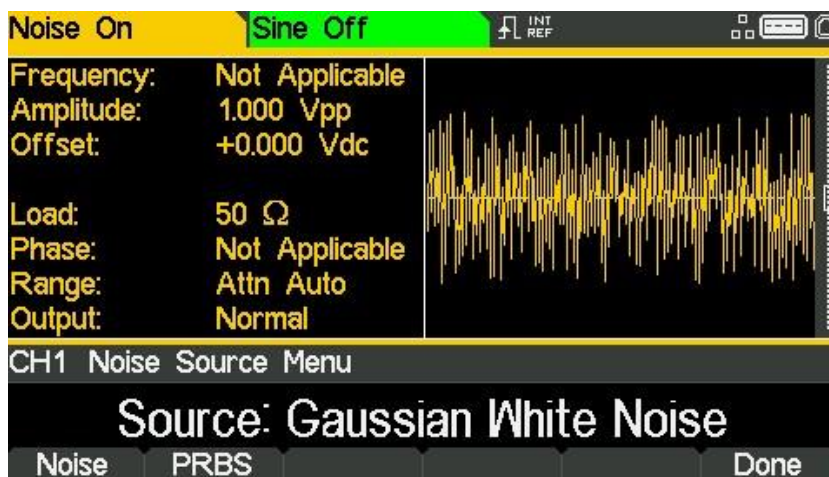 Noise On
Sine Off
INT
REF
Frequency: Not Applicable
Amplitude: 1.000 Vpp
Offset: +0.000 Vdc
Load: 50 Ω
Phase: Not Applicable
Range: Attn Auto
Output: Normal
CH1 Noise Source Menu
Source: Gaussian White Noise
Noise PRBS Done